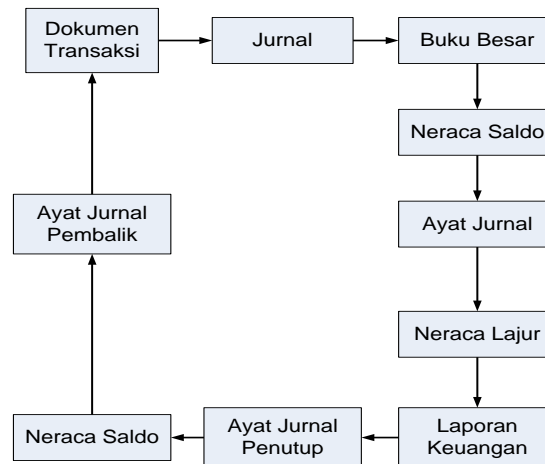 Dokumen
Transaksi
Jurnal
Buku Besar
Neraca Saldo
Ayat Jurnal
Neraca Lajur
Laporan
Keuangan
Ayat Jurnal
Penutup
Neraca Saldo
Ayat Jurnal
Pembalik